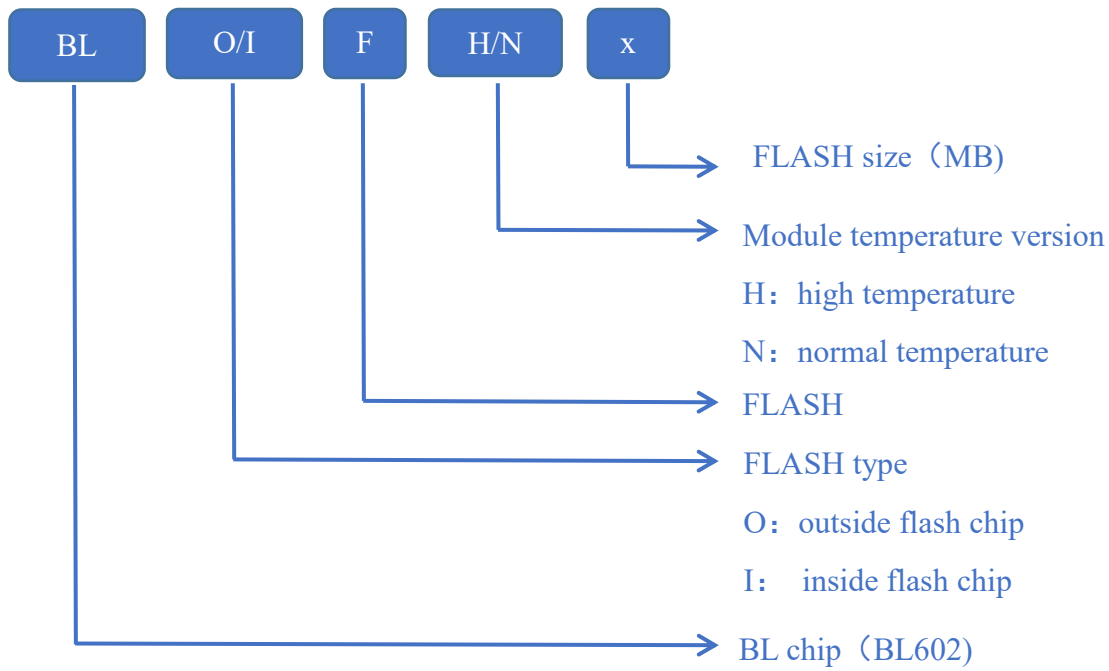 BL O/I F H/N x
FLASH size（MB)
Module temperature version
H：high temperature
N：normal temperature
FLASH
FLASH type
O：outside flash chip
I： inside flash chip
BL chip（BL602)